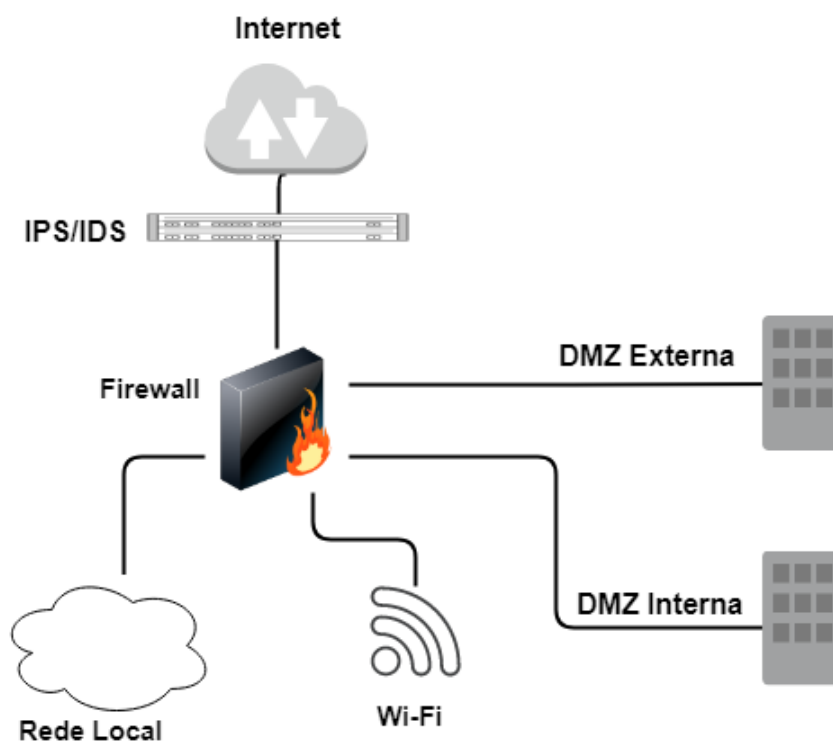 Internet
IPS/IDS
DMZ Externa
Firewall
DMZ Interna
Wi-Fi
Rede Local